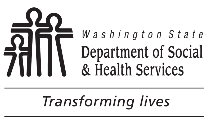 Washington State
Department of Social
& Health Services
Transforming lives